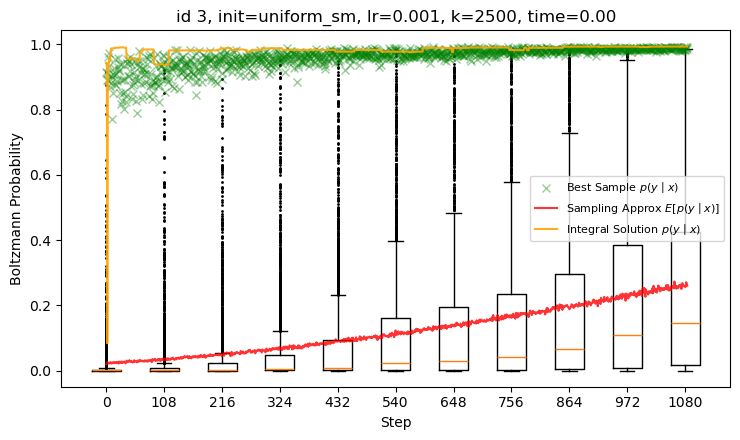 id 3, init=uniform_sm, lr=0.001, k=2500, time=0.00
Boltzmann Probability
1.0
0.8
0.6
0.4
0.2
0.0
Best Sample p(y | x)
Sampling Approx E[p(y | x)]
Integral Solution p(y | x)
0 108 216 324 432 540 648 756 864 972 1080
Step